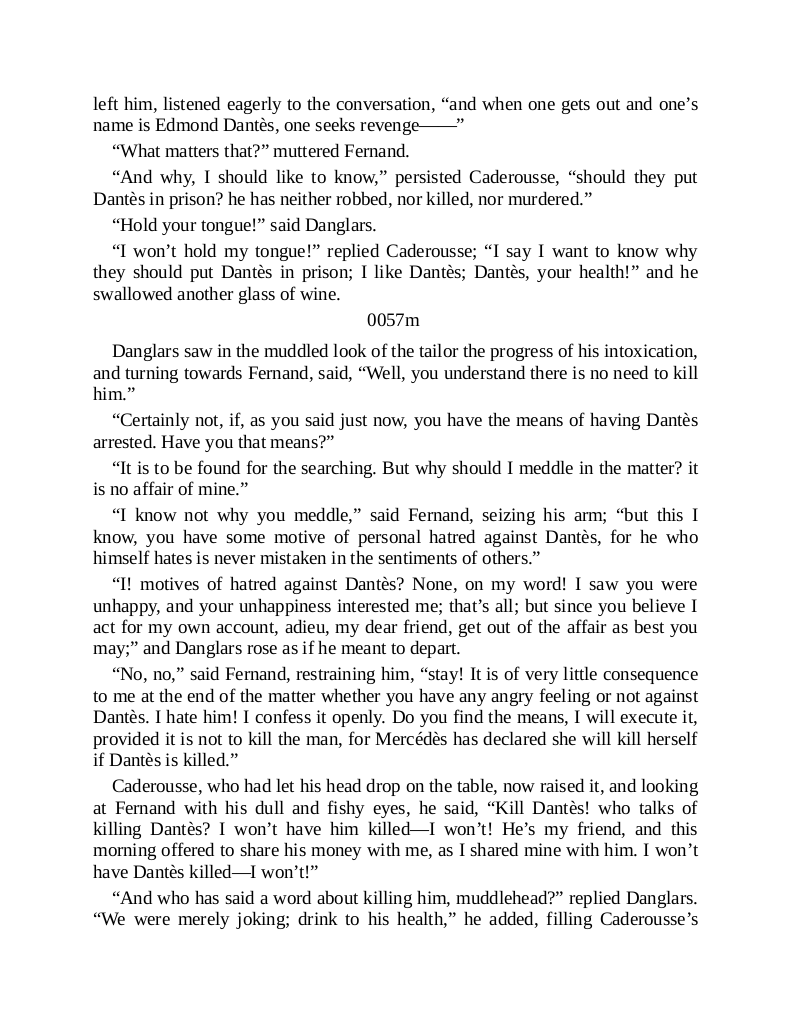 left him, listened eagerly to the conversation, “and when one gets out and one’s
name is Edmond Dantès, one seeks revenge——”
“What matters that?” muttered Fernand.
“And why, I should like to know,” persisted Caderousse, “should they put
Dantès in prison? he has neither robbed, nor killed, nor murdered.”
“Hold your tongue!” said Danglars.
“I won’t hold my tongue!” replied Caderousse; “I say I want to know why
they should put Dantès in prison; I like Dantès; Dantès, your health!” and he
swallowed another glass of wine.
0057m
Danglars saw in the muddled look of the tailor the progress of his intoxication,
and turning towards Fernand, said, “Well, you understand there is no need to kill
him.”
“Certainly not, if, as you said just now, you have the means of having Dantès
arrested. Have you that means?”
“It is to be found for the searching. But why should I meddle in the matter? it
is no affair of mine.”
“I know not why you meddle,” said Fernand, seizing his arm; “but this I
know, you have some motive of personal hatred against Dantès, for he who
himself hates is never mistaken in the sentiments of others.”
“I! motives of hatred against Dantès? None, on my word! I saw you were
unhappy, and your unhappiness interested me; that’s all; but since you believe I
act for my own account, adieu, my dear friend, get out of the affair as best you
may;” and Danglars rose as if he meant to depart.
“No, no,” said Fernand, restraining him, “stay! It is of very little consequence
to me at the end of the matter whether you have any angry feeling or not against
Dantès. I hate him! I confess it openly. Do you find the means, I will execute it,
provided it is not to kill the man, for Mercédès has declared she will kill herself
if Dantès is killed.”
Caderousse, who had let his head drop on the table, now raised it, and looking
at Fernand with his dull and fishy eyes, he said, “Kill Dantès! who talks of
killing Dantès? I won’t have him killed—I won’t! He’s my friend, and this
morning offered to share his money with me, as I shared mine with him. I won’t
have Dantès killed—I won’t!”
“And who has said a word about killing him, muddlehead?” replied Danglars.
“We were merely joking; drink to his health,” he added, filling Caderousse’s